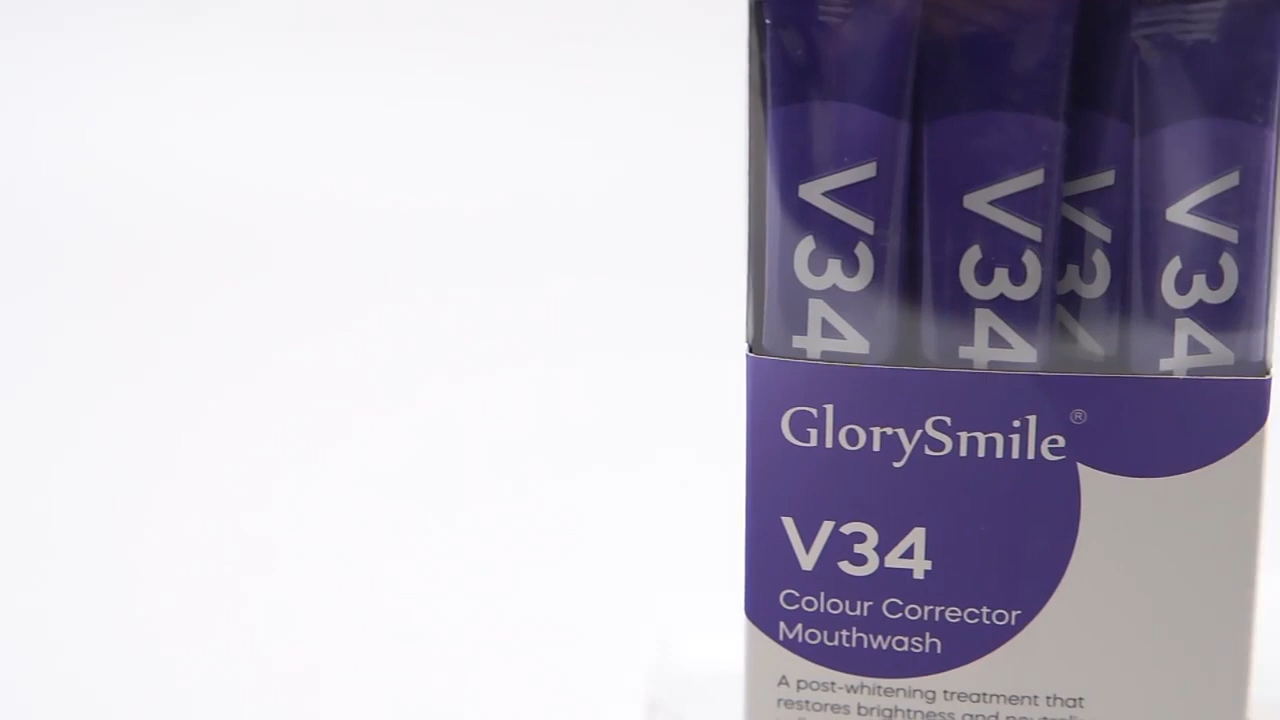 V34
V34
V34
V34
GlorySmile®
V34
Colour Corrector
Mouthwash
A post-whitening treatment that
restores brightness and